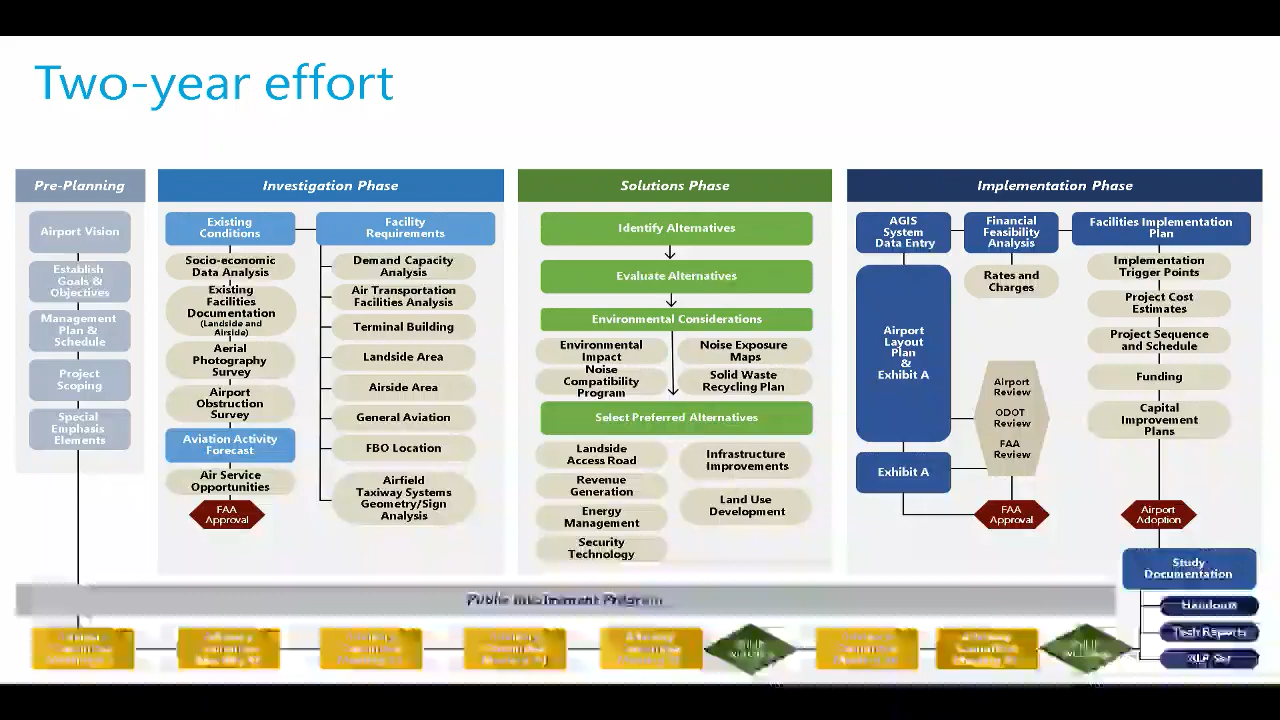 Two-year effort
Pre-Planning
Airport Vision
Establish
Goals &
Objectives
Management
Plan &
Schedule
Project
Scoping
Special
Emphasis
Elements
Investigation Phase
Existing
Conditions
Socio-economic
Data Analysis
Existing
Facilities
Documentation
(Landside and
Airside)
Aerial
Photography
Survey
Airport
Obstruction
Survey
Aviation Activity
Forecast
Air Service
Opportunities
FAA
Approval
Facility
Requirements
Demand Capacity
Analysis
Air Transportation
Facilities Analysis
Terminal Building
Landside Area
Airside Area
General Aviation
FBO Location
Airfield
Taxiway Systems
Geometry/Sign
Analysis
Solutions Phase
Identify Alternatives
Evaluate Alternatives
Environmental Considerations
Environmental
Impact
Noise
Compatibility
Program
Noise Exposure
Maps
Solid Waste
Recycling Plan
Select Preferred Alternatives
Landside
Access Road
Revenue
Generation
Energy
Management
Security
Technology
Infrastructure
Improvements
Land Use
Development
Implementation Phase
AGIS
System
Data Entry
Airport
Layout
Plan
&
Exhibit A
Exhibit A
Financial
Feasibility
Analysis
Rates and
Charges
Airport
Review
ODOT
Review
FAA
Review
FAA
Approval
Facilities Implementation
Plan
Implementation
Trigger Points
Project Cost
Estimates
Project Sequence
and Schedule
Funding
Capital
Improvement
Plans
Airport
Adoption
Study
Documentation
Handouts
Tech Reports
ALP Set
Public Involvement Program